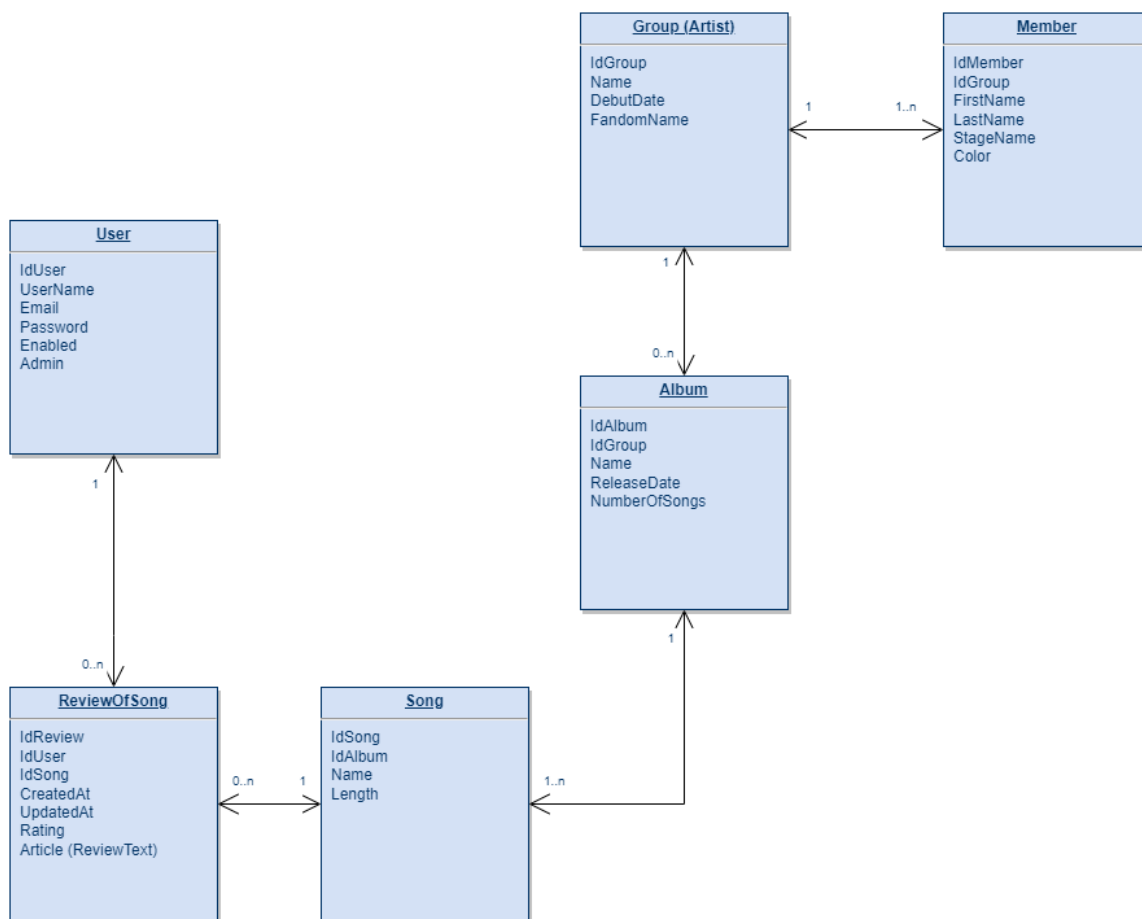 Group (Artist)
IdGroup
Name
DebutDate
FandomName
1
1..n
Member
IdMember
IdGroup
FirstName
LastName
StageName
Color
User
IdUser
UserName
Email
Password
Enabled
Admin
1
0..n
1
0..n
Album
IdAlbum
IdGroup
Name
ReleaseDate
NumberOfSongs
1
1..n
ReviewOfSong
IdReview
IdUser
IdSong
CreatedAt
UpdatedAt
Rating
Article (ReviewText)
0..n
1
Song
IdSong
IdAlbum
Name
Length